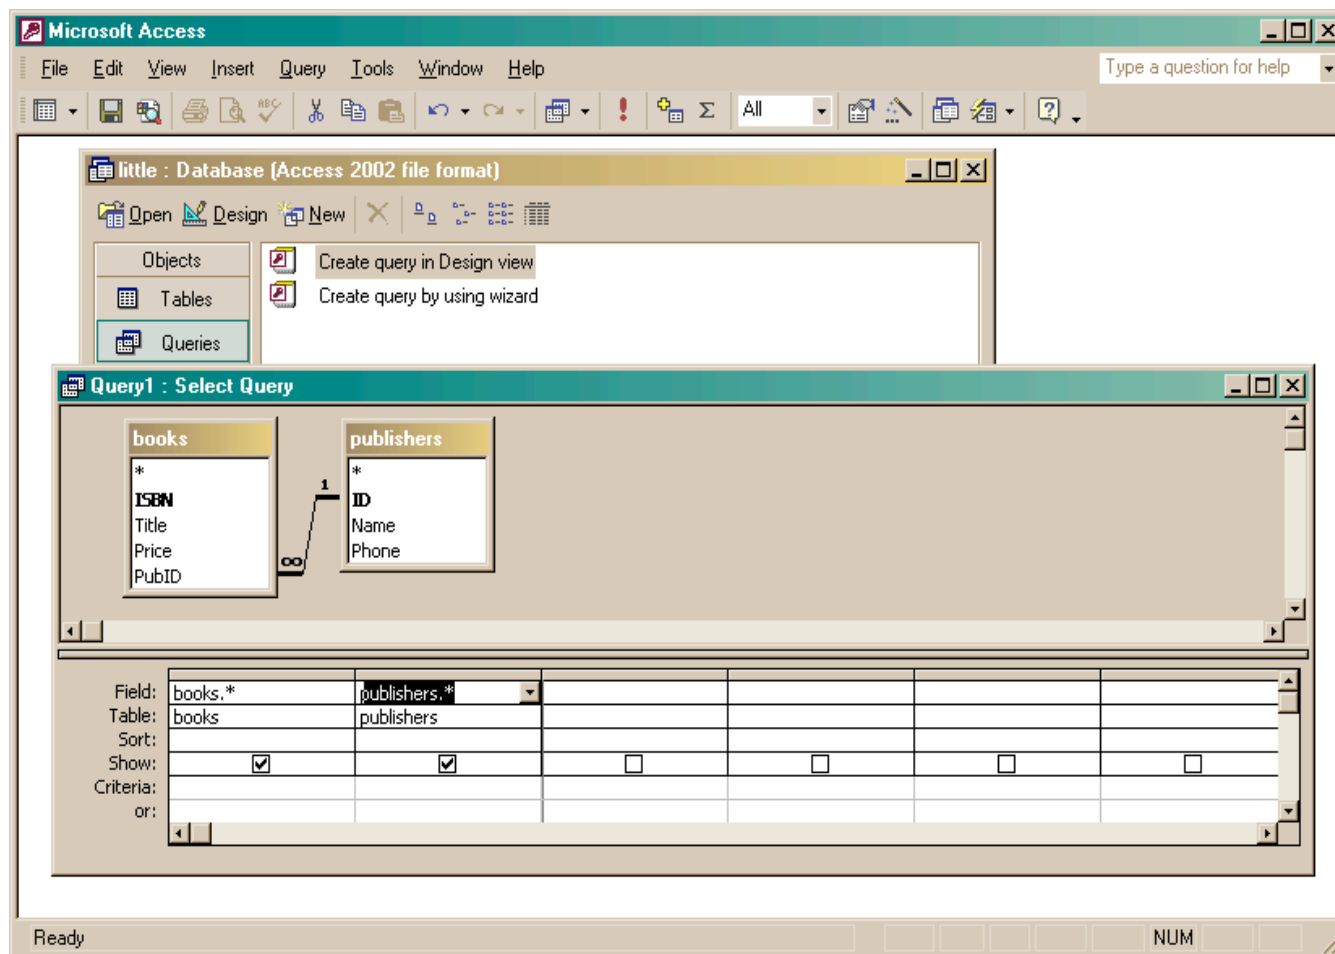 Microsoft Access
File Edit View Insert Query Tools Window Help Type a question for help
ABC All
little : Database (Access 2002 file format)
Open Design New
Objects
Create query in Design view
Tables
Create query by using wizard
Queries
Query1 : Select Query
books publishers
* *
ISBN 1 ID
Title Name
Price Phone
PubID ∞
Field: books.* publishers.*
Table: books publishers
Sort:
Show:
Criteria:
or:
Ready NUM